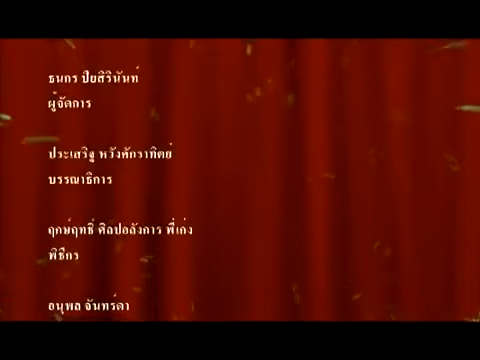 ธนกร ปิยสิรินันท์
ผู้จัดการ
ประเสริฐ หวังศักราทิตย์
บรรณาธิการ
ฤกษ์ฤทธิ์ ศิลปอลังการ พี่เก่ง
พิธีกร
อนุพล จันทร์ดา